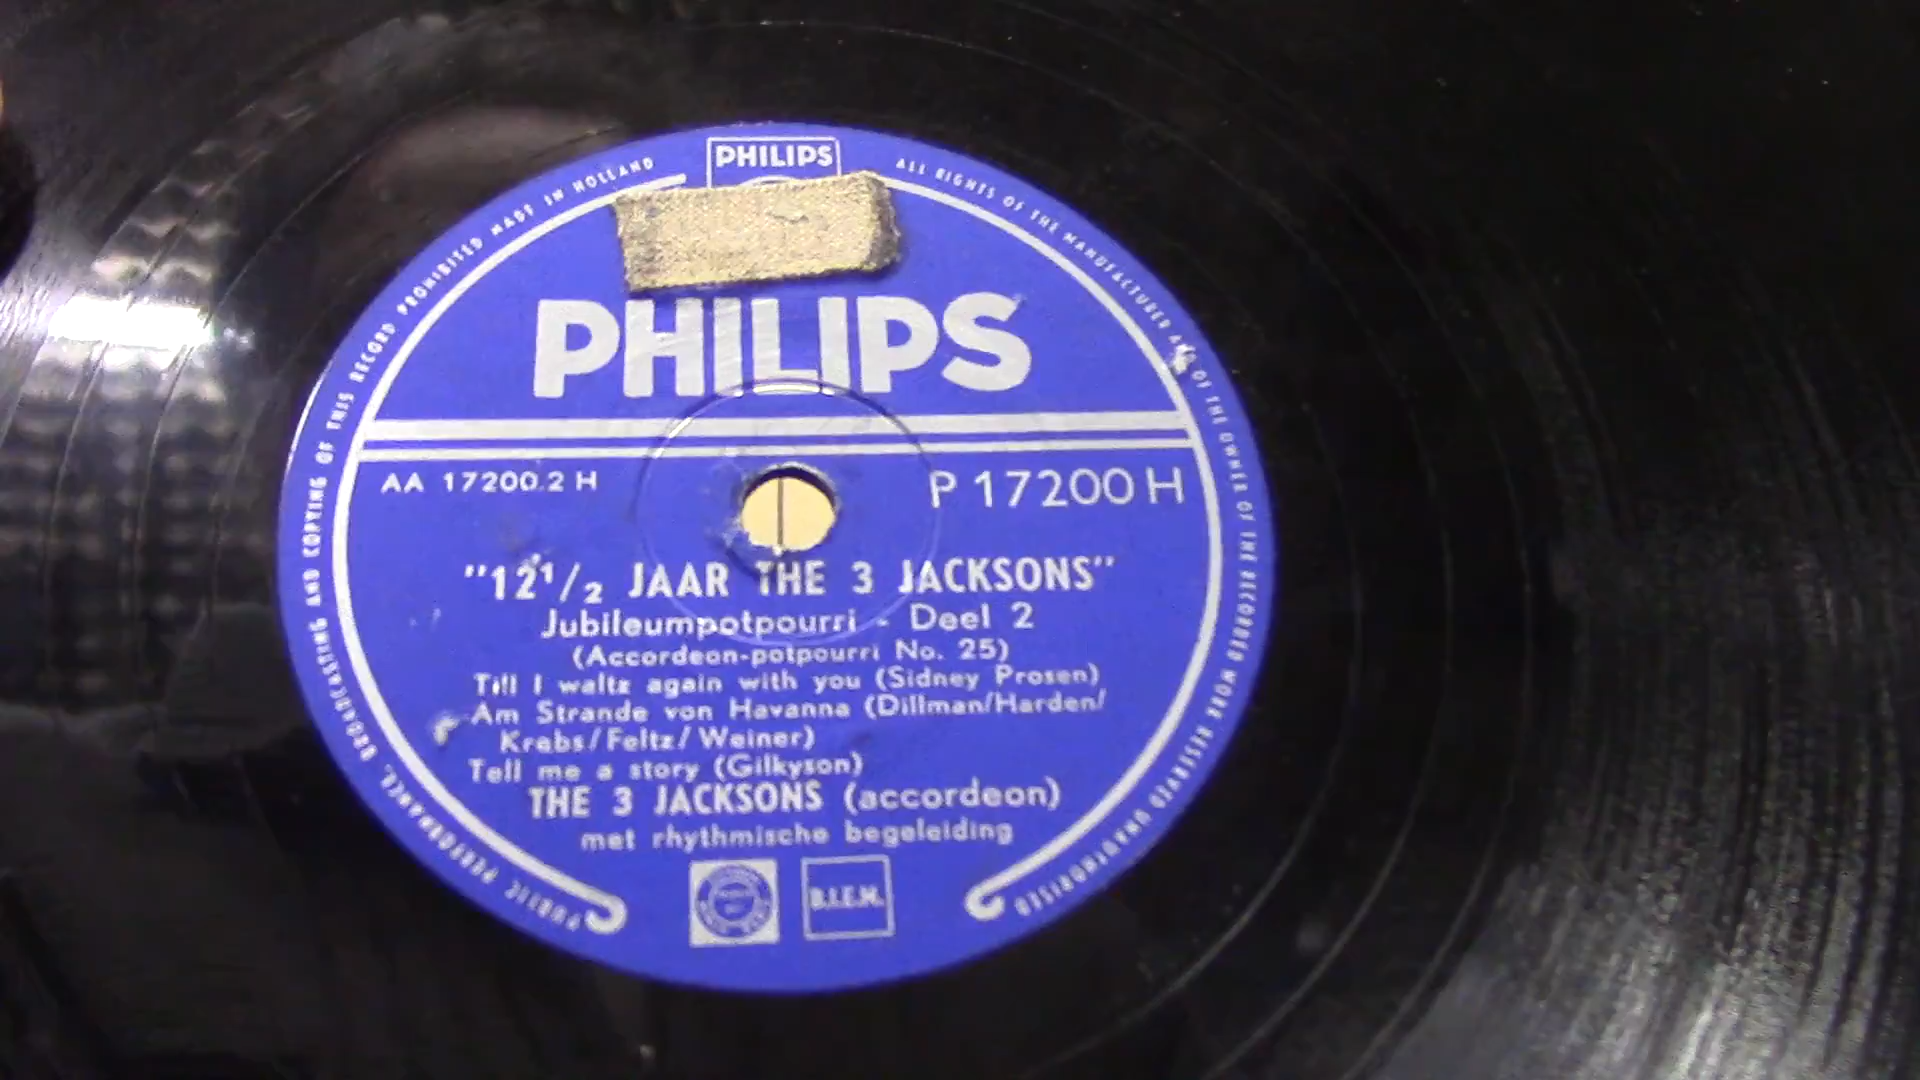 PHILIPS
PUBLIC PERFORMANCE, BROADCASTING AND COPYING OF THIS RECORD PROHIBITED MADE IN HOLLAND
ALL RIGHTS OF THE MANUFACTURER AND OF THE OWNER OF THE RECORDED WORK RESERVED UNAUTHORISED
PHILIPS
AA 17200.2 H
P 17200 H
"12½ JAAR THE 3 JACKSONS"
Jubileumpotpourri - Deel 2
(Accordeon-potpourri No. 25)
Till I waltz again with you (Sidney Prosen)
Am Strande von Havanna (Dillman/Harden/
Krebs/Feltz/Weiner)
Tell me a story (Gilkyson)
THE 3 JACKSONS (accordeon)
met rhythmische begeleiding
B.I.E.M.